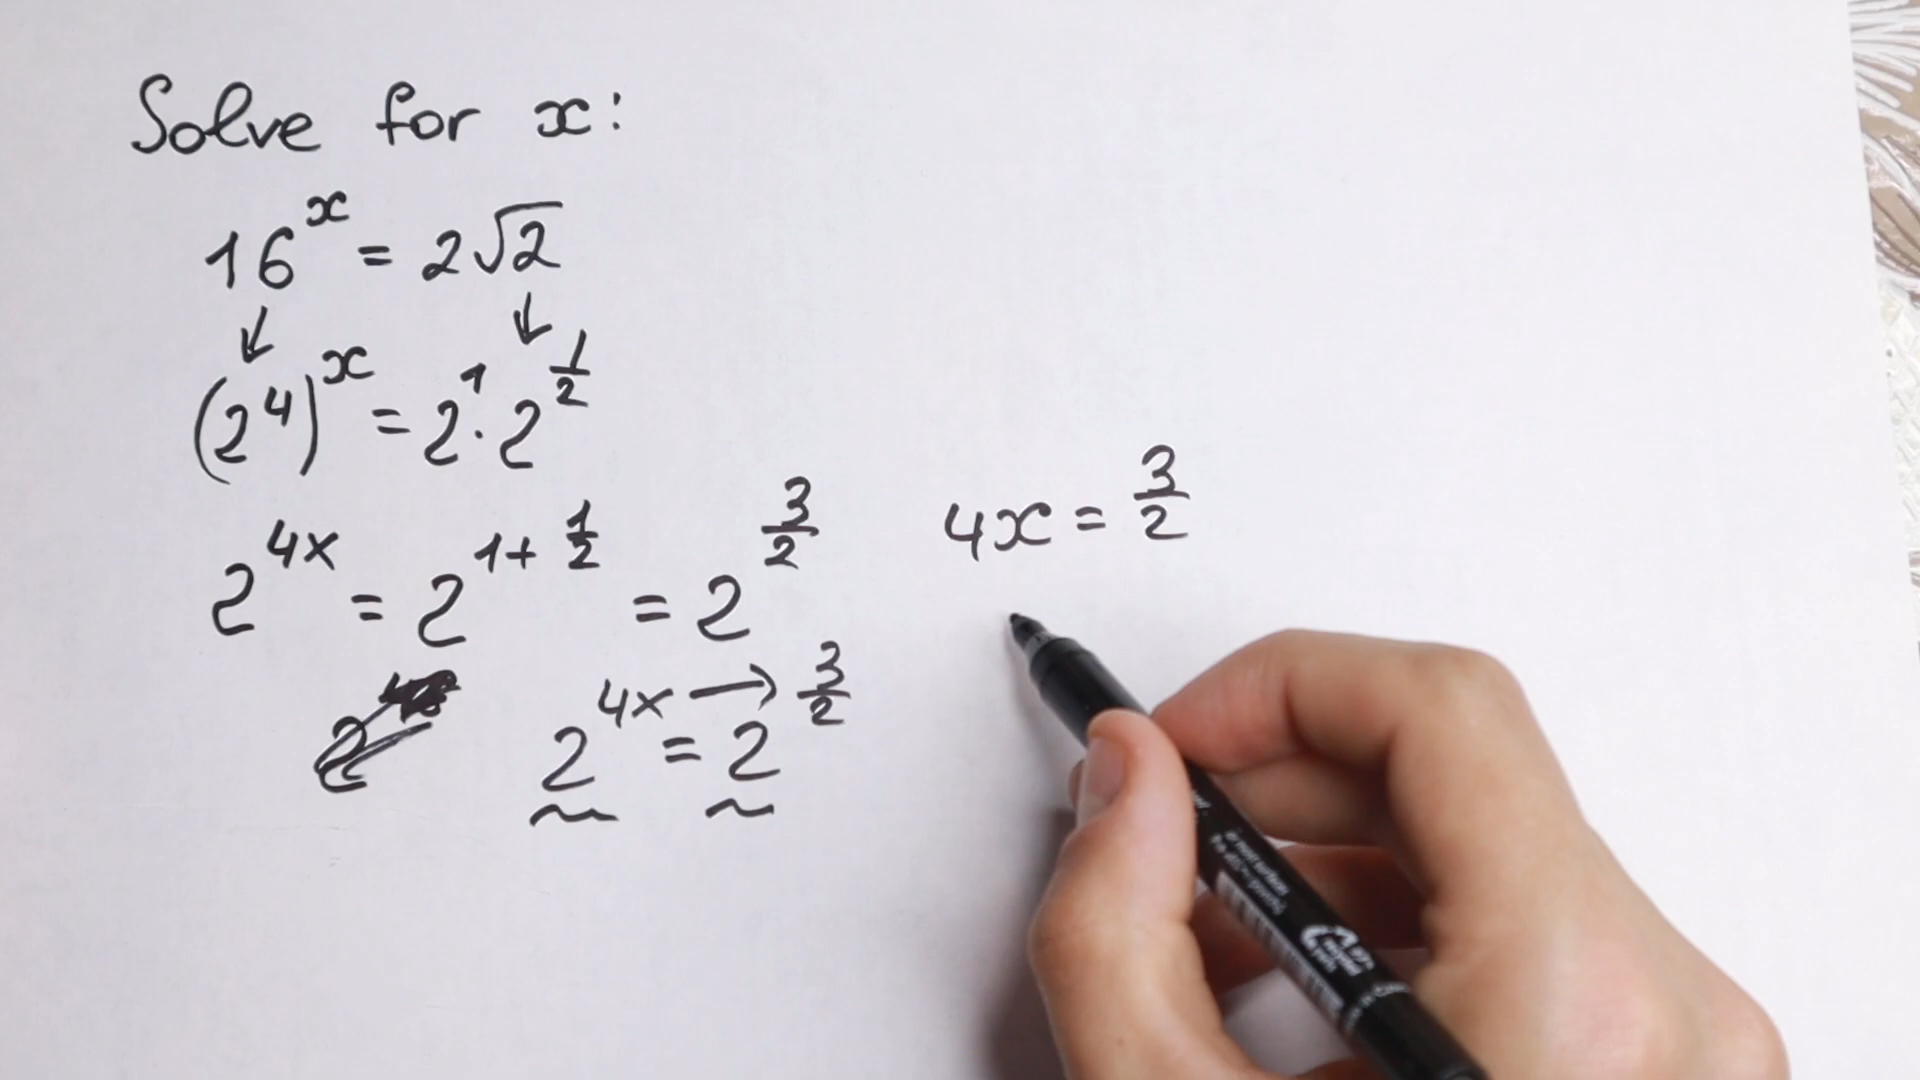 Solve for x:
16^x = 2√2
↓ ↓
(2^4)^x = 2^1 · 2^(1/2)
2^(4x) = 2^(1+1/2) = 2^(3/2)
2^(4x) → = 2^(3/2)
4x = 3/2